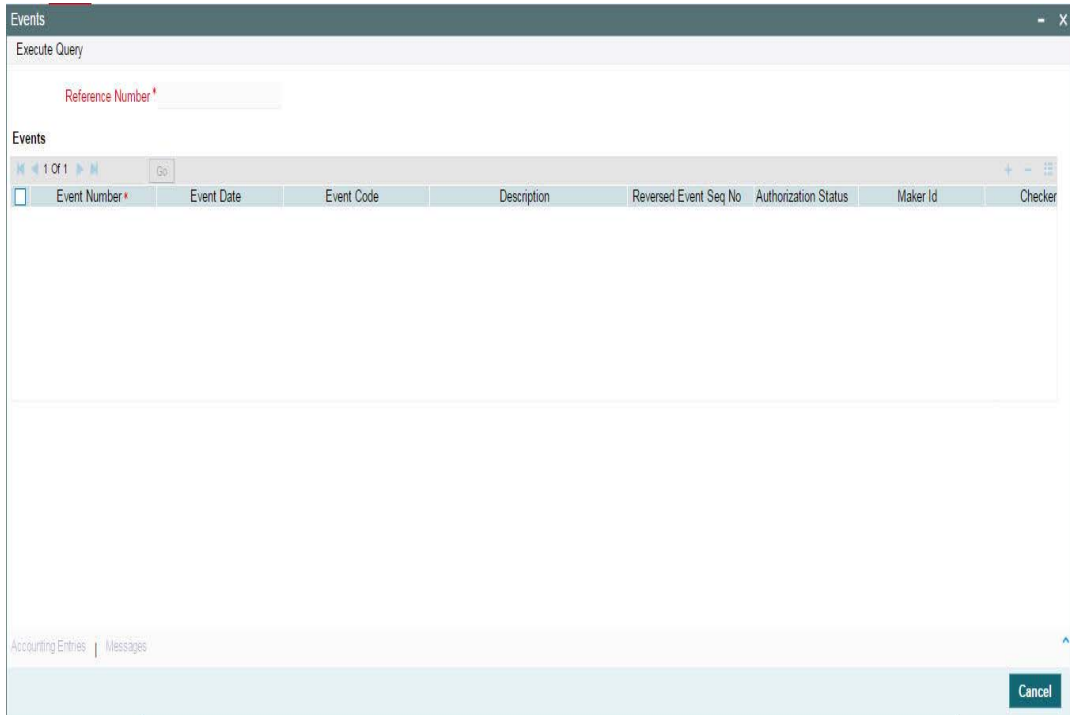 Events - X
Execute Query
Reference Number *
Events
1 Of 1 Go + -
Event Number * Event Date Event Code Description Reversed Event Seq No Authorization Status Maker Id Checker
Accounting Entries | Messages
Cancel